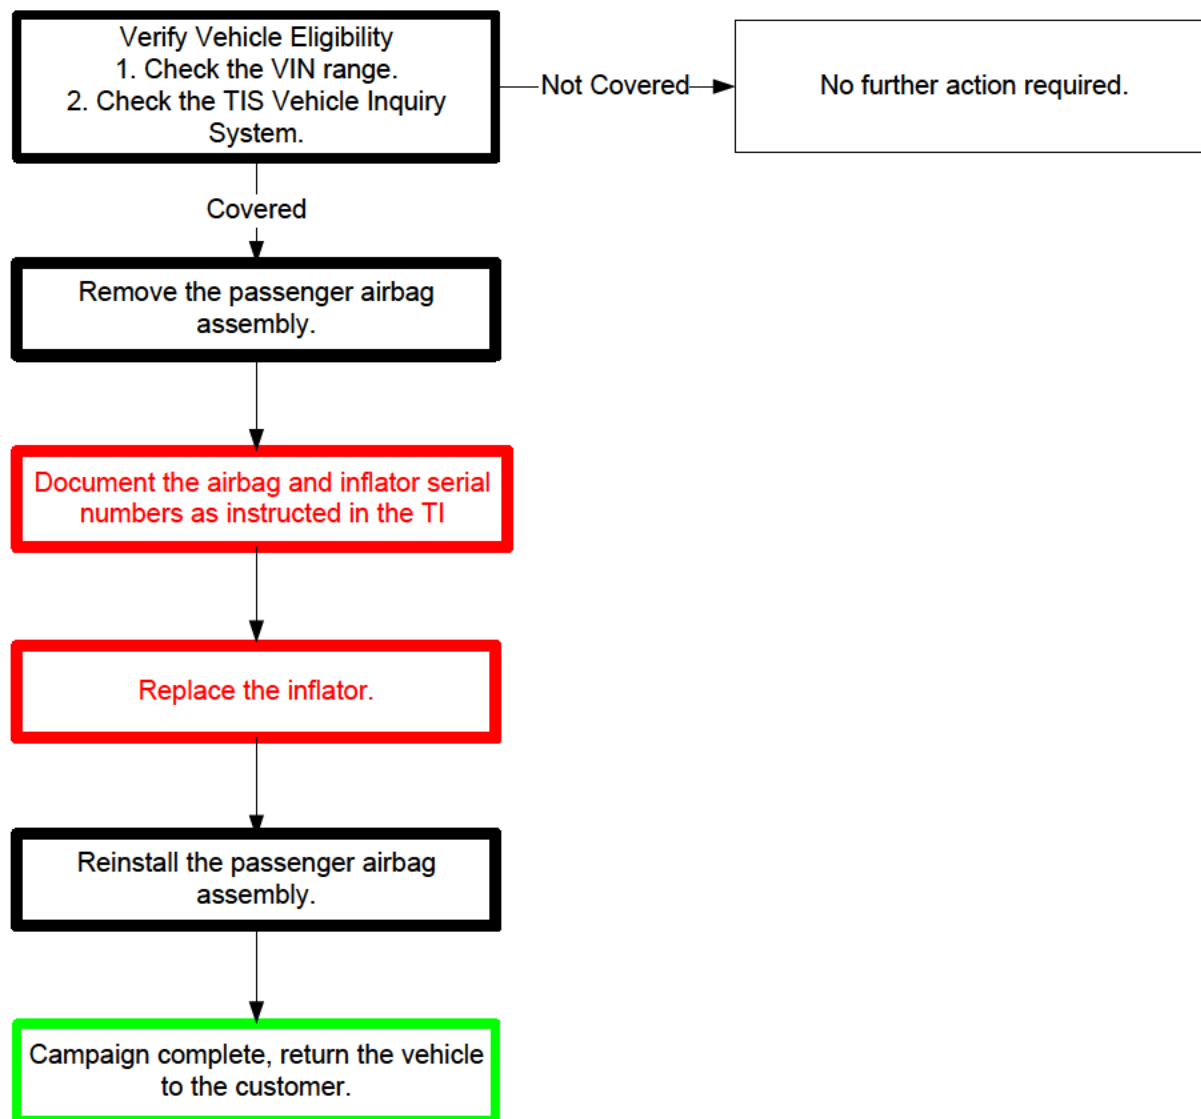 Verify Vehicle Eligibility
1. Check the VIN range.
2. Check the TIS Vehicle Inquiry
System.
Not Covered
No further action required.
Covered
Remove the passenger airbag
assembly.
Document the airbag and inflator serial
numbers as instructed in the TI
Replace the inflator.
Reinstall the passenger airbag
assembly.
Campaign complete, return the vehicle
to the customer.